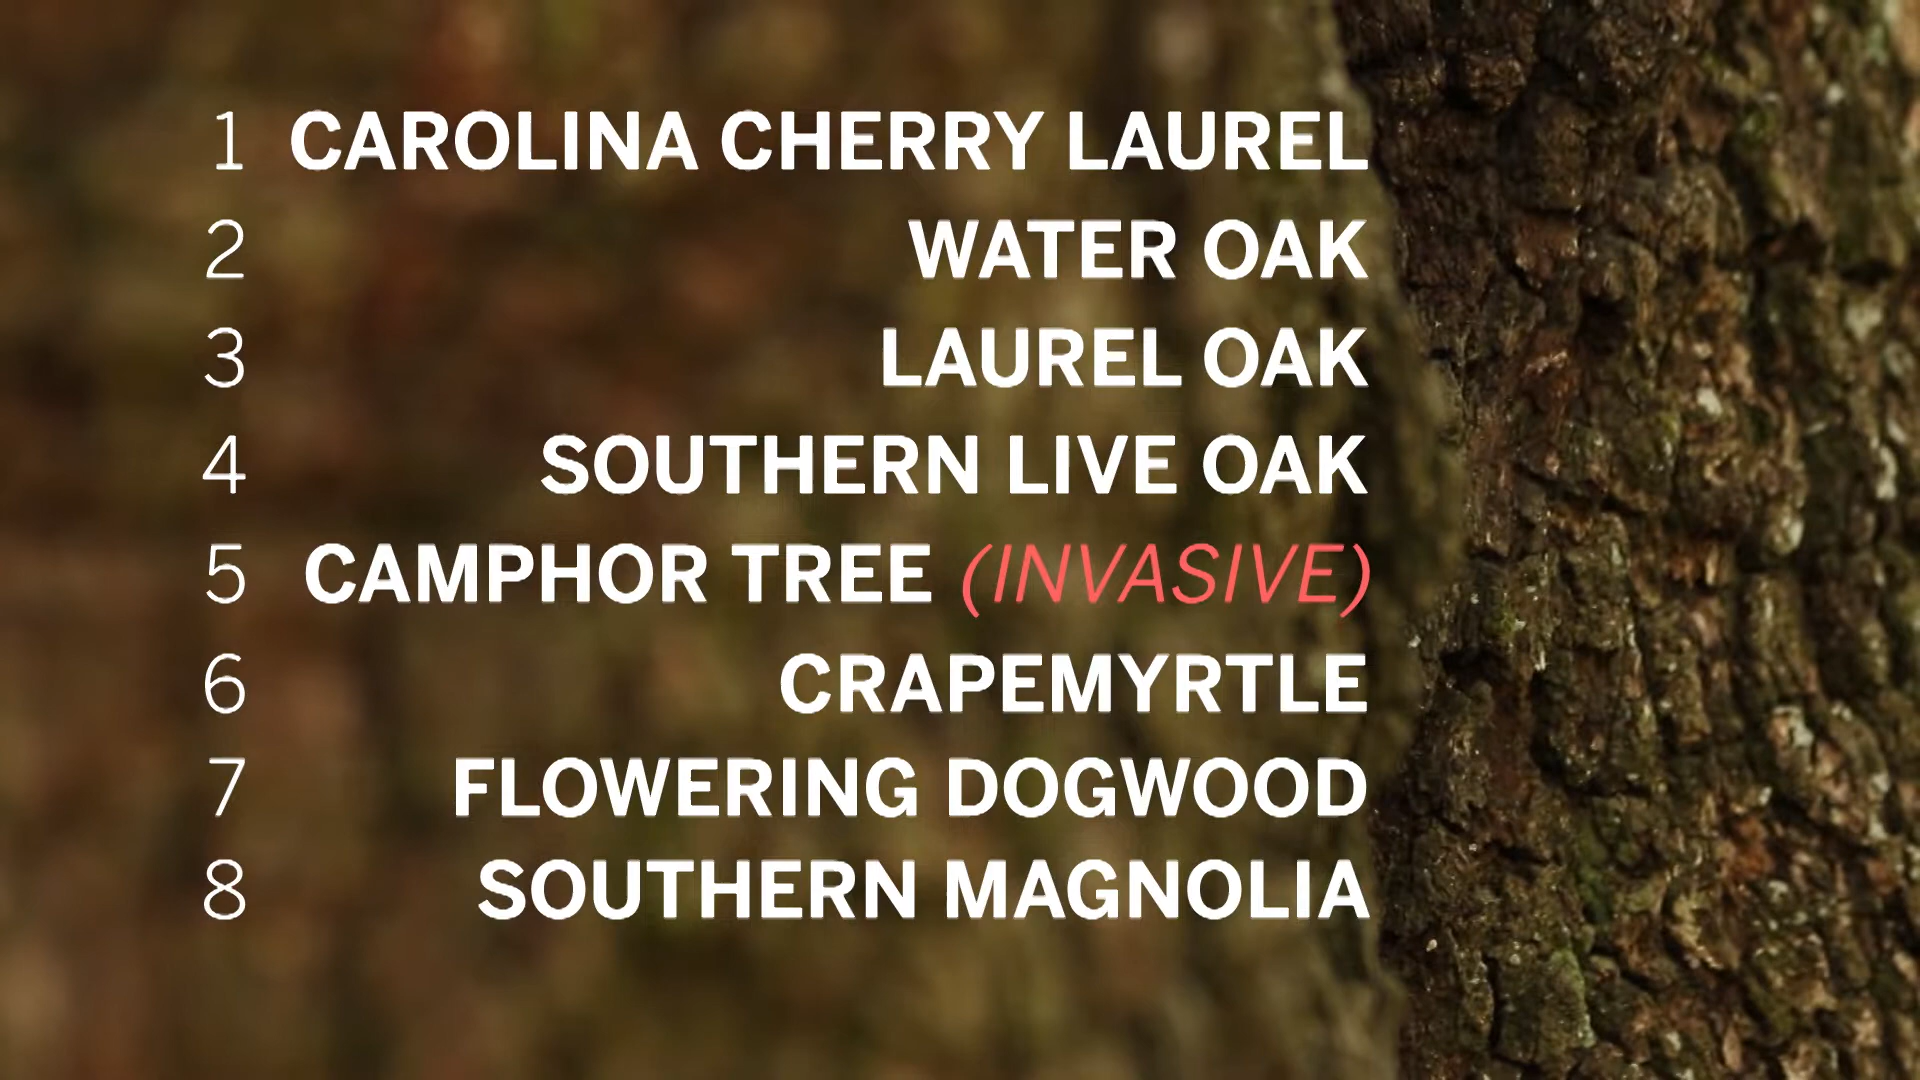 1 CAROLINA CHERRY LAUREL
2 WATER OAK
3 LAUREL OAK
4 SOUTHERN LIVE OAK
5 CAMPHOR TREE (INVASIVE)
6 CRAPEMYRTLE
7 FLOWERING DOGWOOD
8 SOUTHERN MAGNOLIA